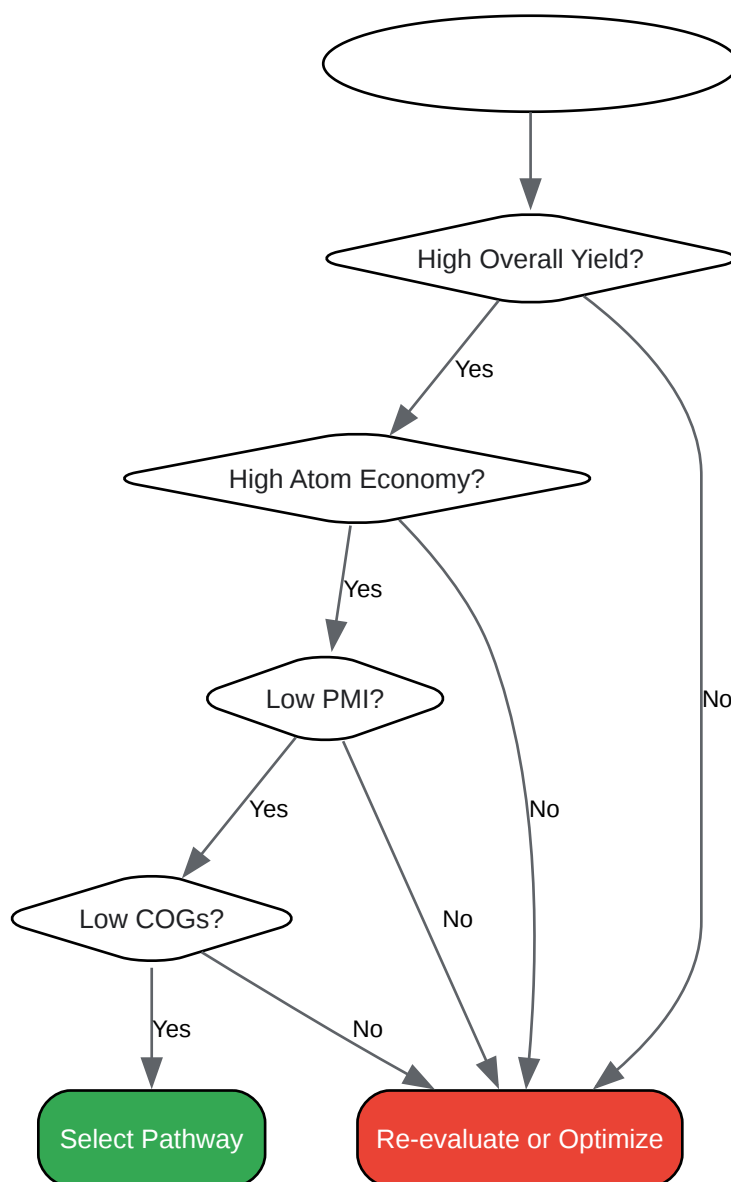 High Overall Yield?
Yes
High Atom Economy?
Yes
Low PMI?
No
Yes
No
Low COGs?
No
Yes
No
Select Pathway
Re-evaluate or Optimize